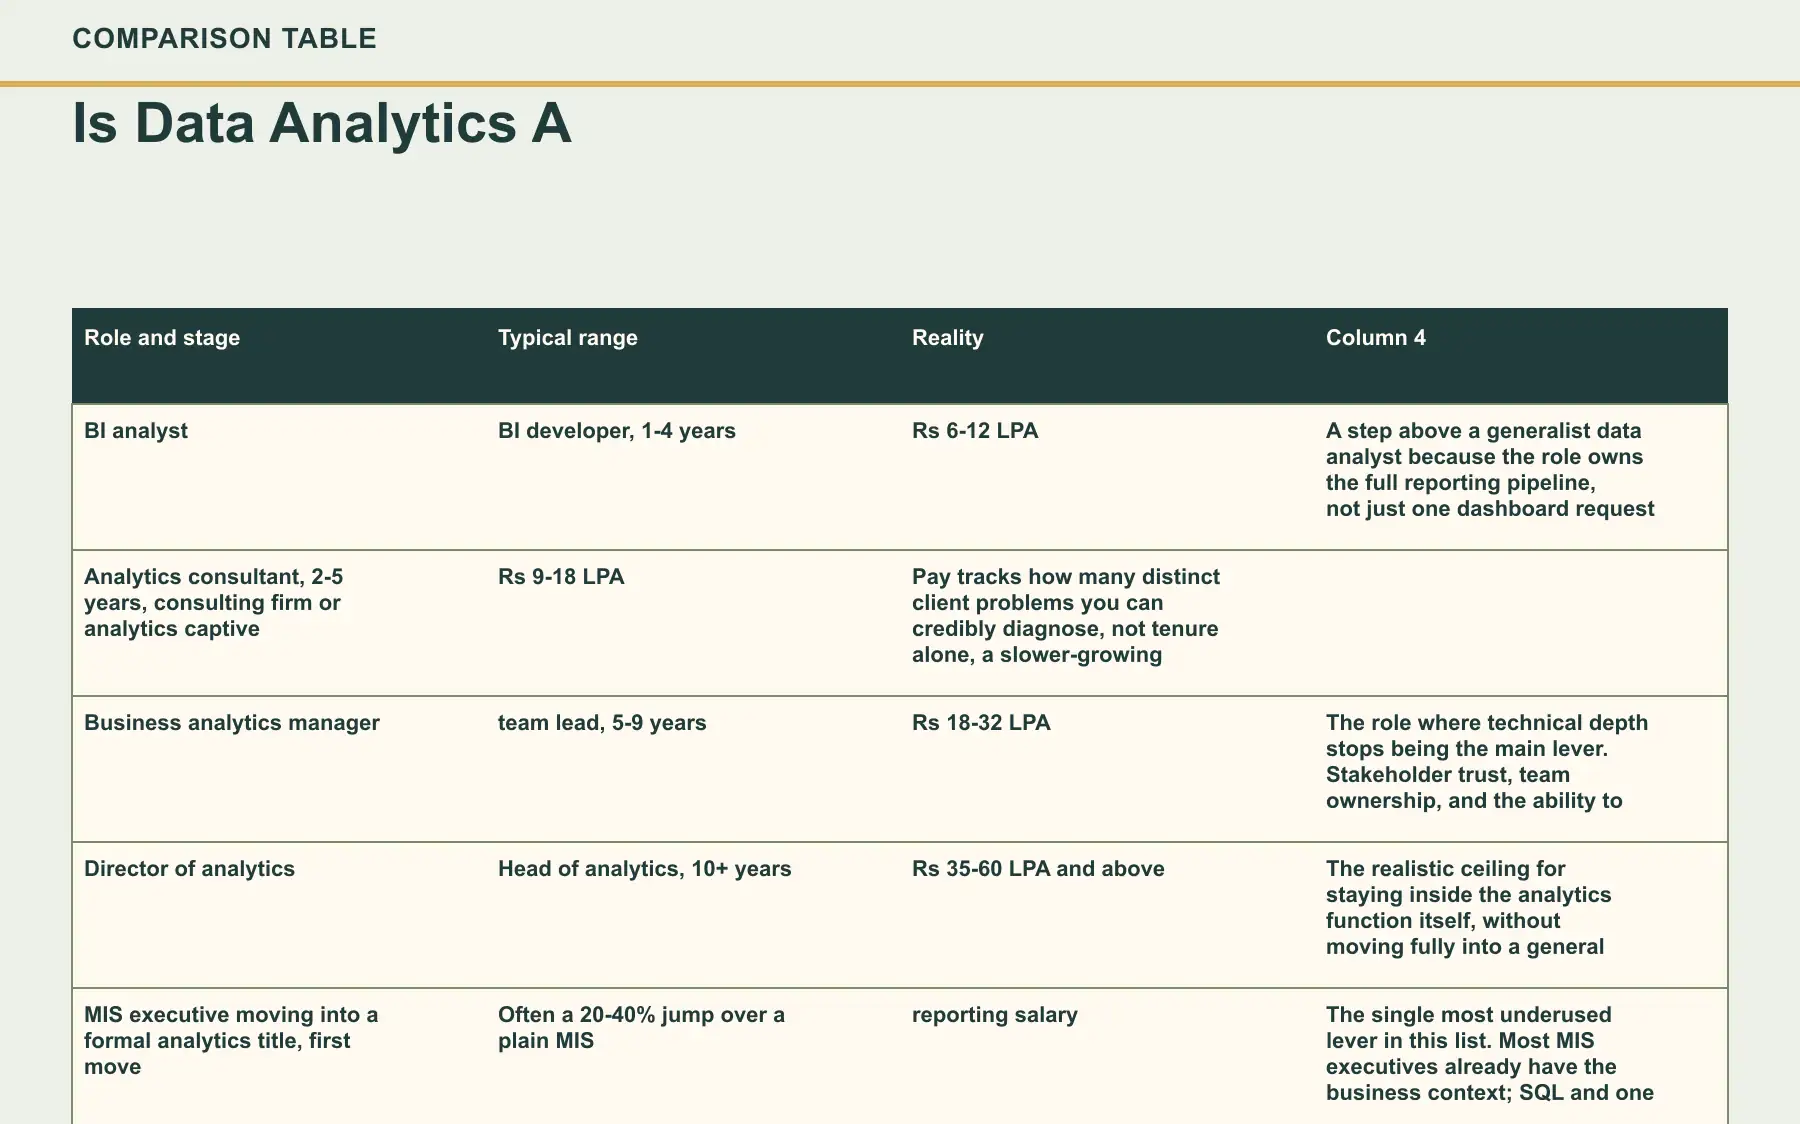 COMPARISON TABLE
Is Data Analytics A
Role and stage
Typical range
Reality
Column 4
BI analyst
BI developer, 1-4 years
Rs 6-12 LPA
A step above a generalist data
analyst because the role owns
the full reporting pipeline,
not just one dashboard request
Analytics consultant, 2-5
years, consulting firm or
analytics captive
Rs 9-18 LPA
Pay tracks how many distinct
client problems you can
credibly diagnose, not tenure
alone, a slower-growing
Business analytics manager
team lead, 5-9 years
Rs 18-32 LPA
The role where technical depth
stops being the main lever.
Stakeholder trust, team
ownership, and the ability to
Director of analytics
Head of analytics, 10+ years
Rs 35-60 LPA and above
The realistic ceiling for
staying inside the analytics
function itself, without
moving fully into a general
MIS executive moving into a
formal analytics title, first
move
Often a 20-40% jump over a
plain MIS
reporting salary
The single most underused
lever in this list. Most MIS
executives already have the
business context; SQL and one